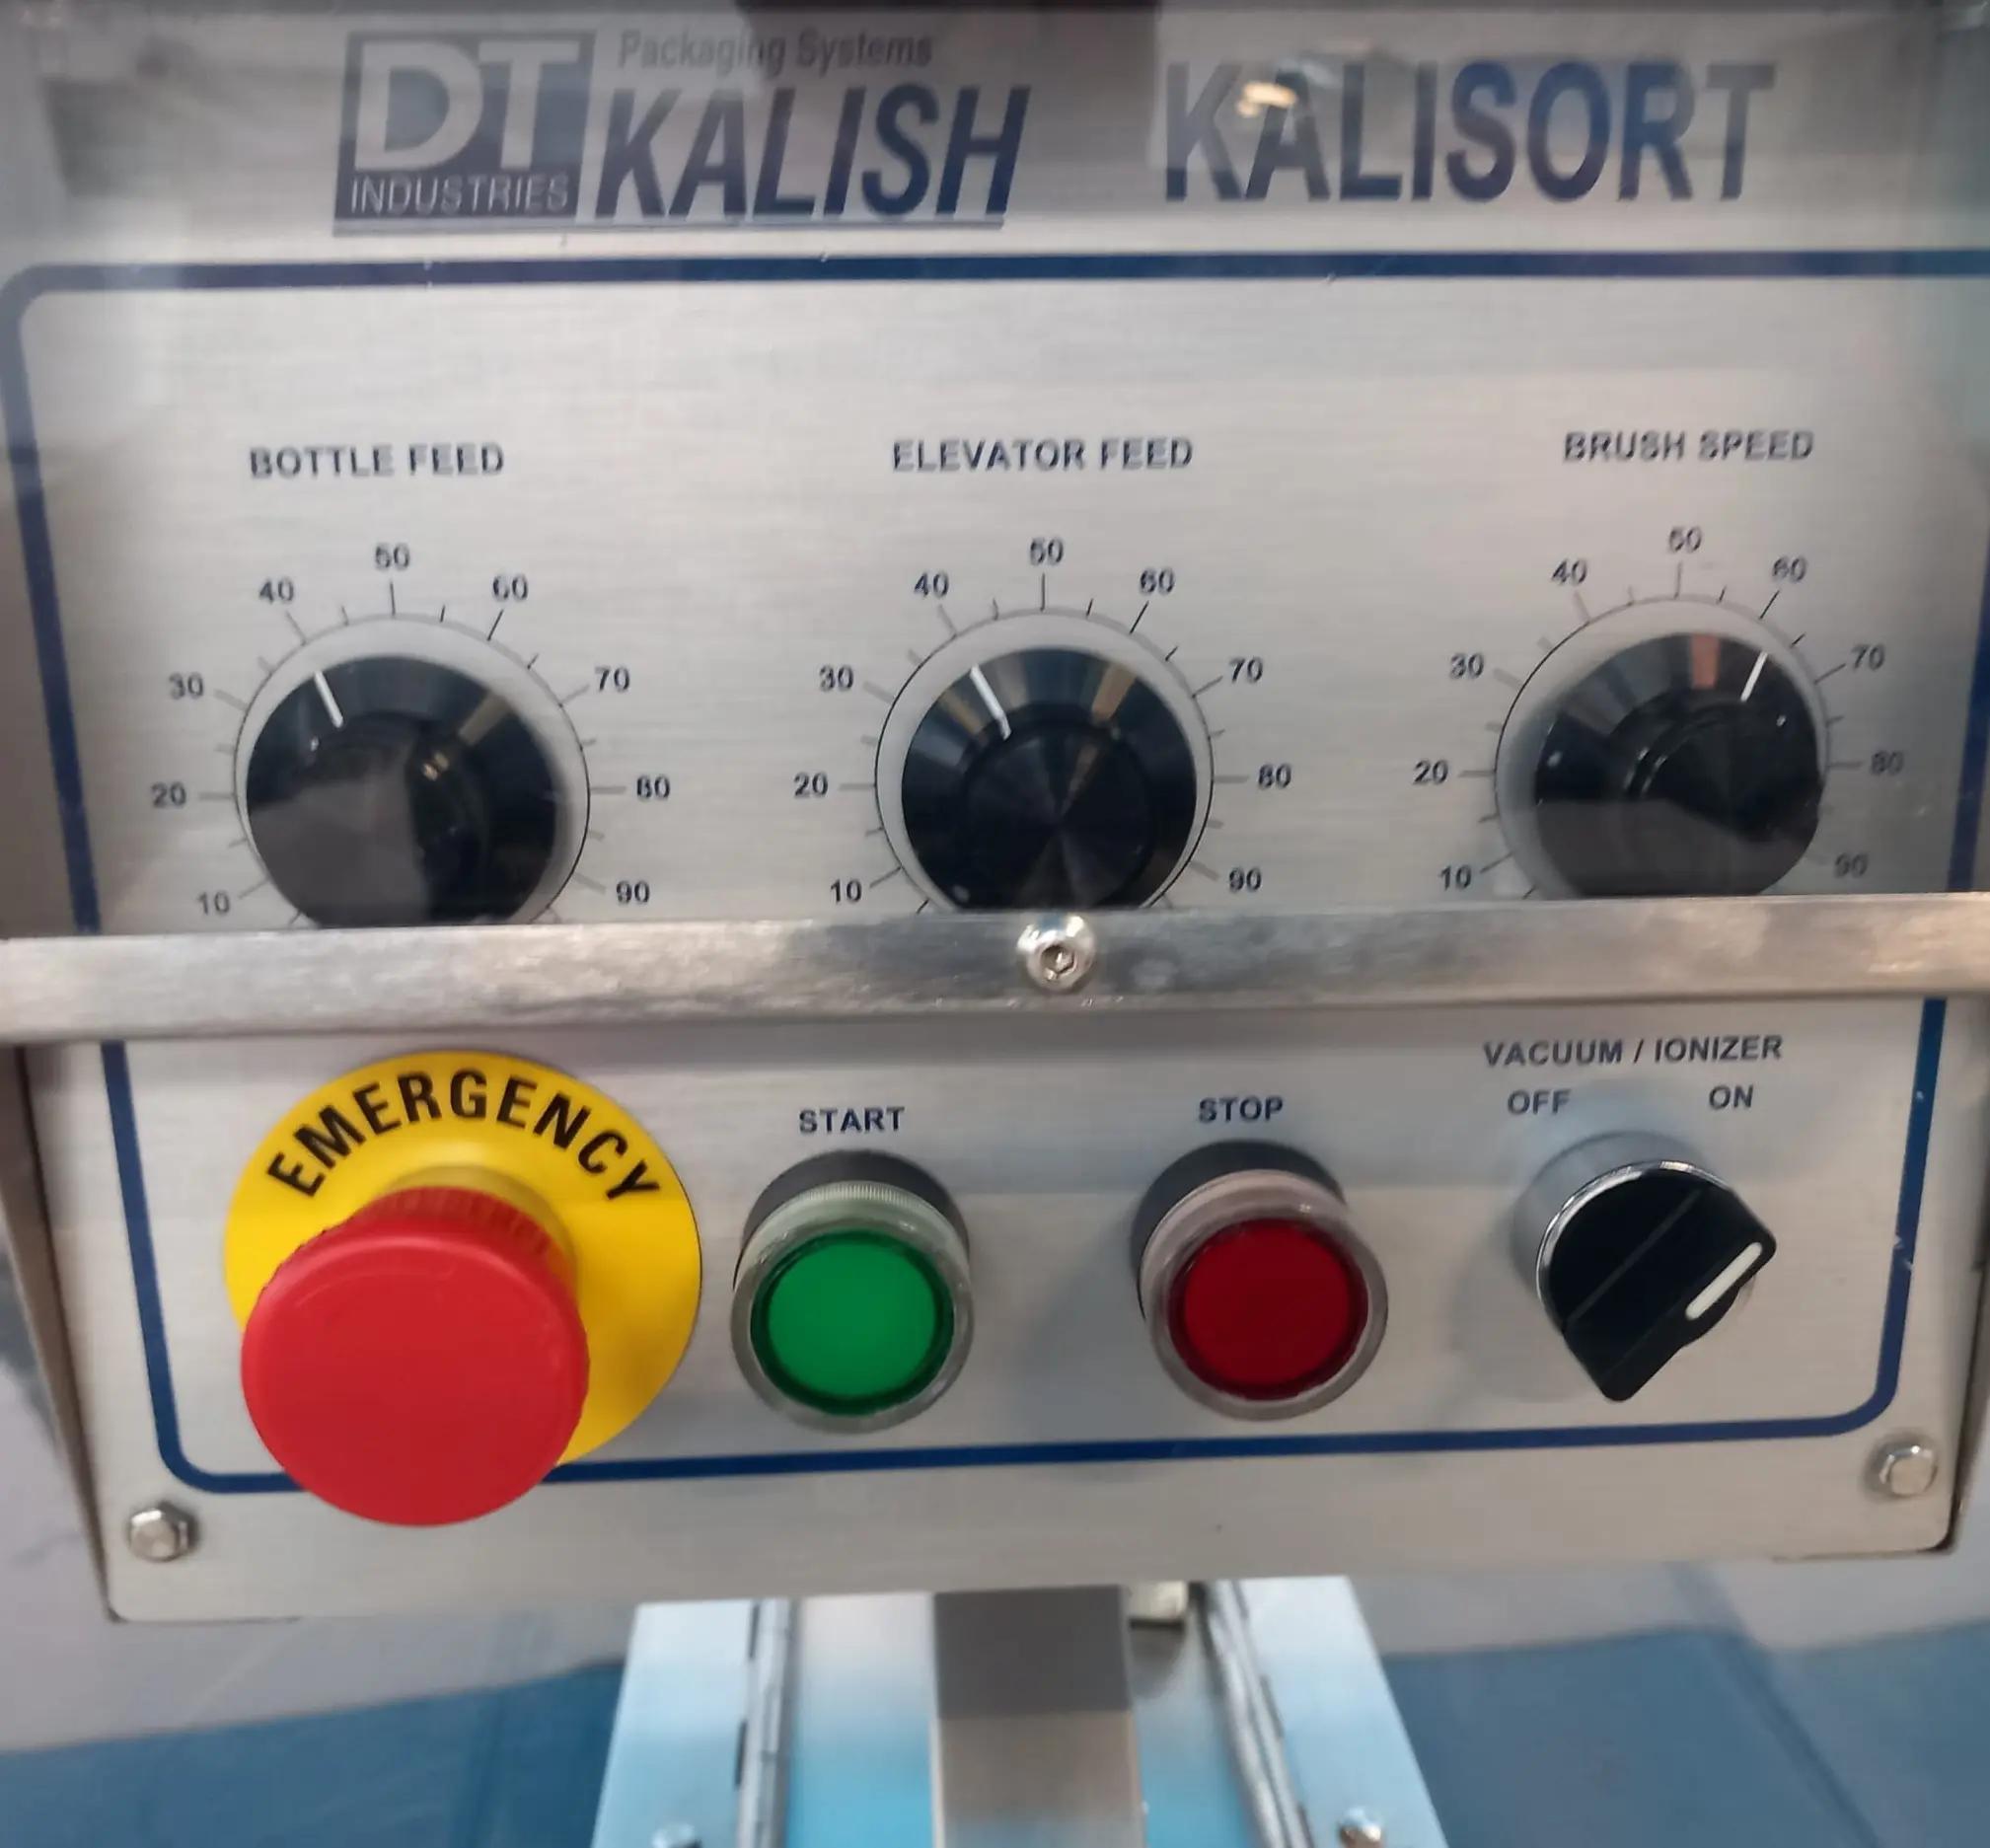 Packaging Systems
DT
INDUSTRIES
KALISH
KALISORT
BOTTLE FEED
10
20
30
40
50
60
70
80
90
ELEVATOR FEED
10
20
30
40
50
60
70
80
90
BRUSH SPEED
10
20
30
40
50
60
70
80
90
EMERGENCY
START
STOP
VACUUM / IONIZER
OFF ON